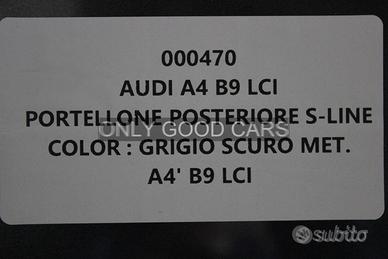 000470
AUDI A4 B9 LCI
PORTELLONE POSTERIORE S-LINE
ONLY GOOD CARS
COLOR : GRIGIO SCURO MET.
A4' B9 LCI
subito